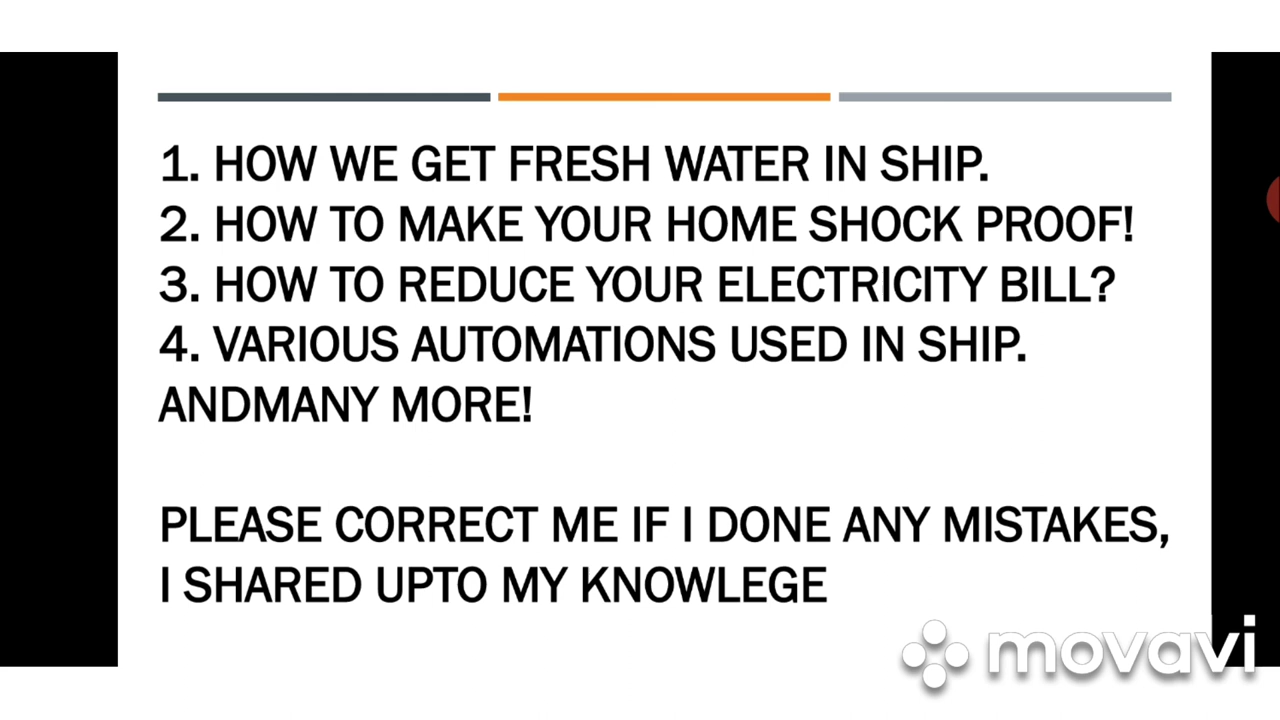 1. HOW WE GET FRESH WATER IN SHIP.
2. HOW TO MAKE YOUR HOME SHOCK PROOF!
3. HOW TO REDUCE YOUR ELECTRICITY BILL?
4. VARIOUS AUTOMATIONS USED IN SHIP.
ANDMANY MORE!
PLEASE CORRECT ME IF I DONE ANY MISTAKES,
I SHARED UPTO MY KNOWLEGE
movavi